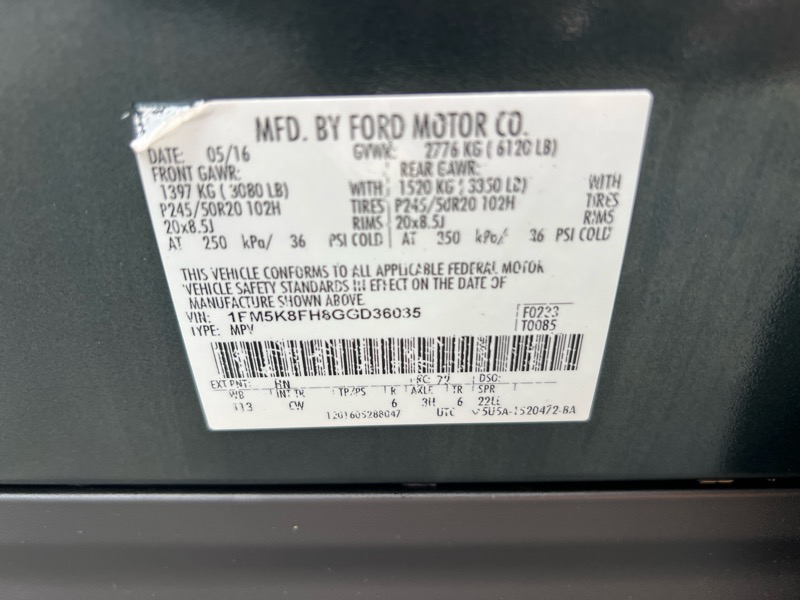 MFD. BY FORD MOTOR CO.
DATE: 05/16 GVWR: 2776 KG ( 6120 LB)
FRONT GAWR: REAR GAWR:
1397 KG ( 3080 LB) WITH 1520 KG ( 3350 LB) WITH
P245/50R20 102H TIRES P245/50R20 102H TIRES
20x8.5J RIMS 20x8.5J RIMS
AT 250 kPa/ 36 PSI COLD AT 250 kPa/ 36 PSI COLD
THIS VEHICLE CONFORMS TO ALL APPLICABLE FEDERAL MOTOR
VEHICLE SAFETY STANDARDS IN EFFECT ON THE DATE OF
MANUFACTURE SHOWN ABOVE.
VIN: 1FM5K8FH8GGD36035 F0223
TYPE: MPV T0085
EXT PNT: HN RC: 72 DSO:
WB INT TR TP/PS R AXLE TR SPR
113 CW 6 3H 6
1201605288047 UTC